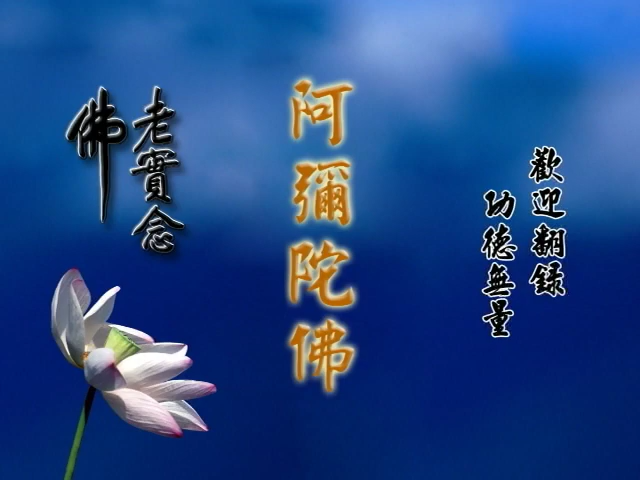 歡迎翻錄
功德無量
阿彌陀佛
老實念
佛